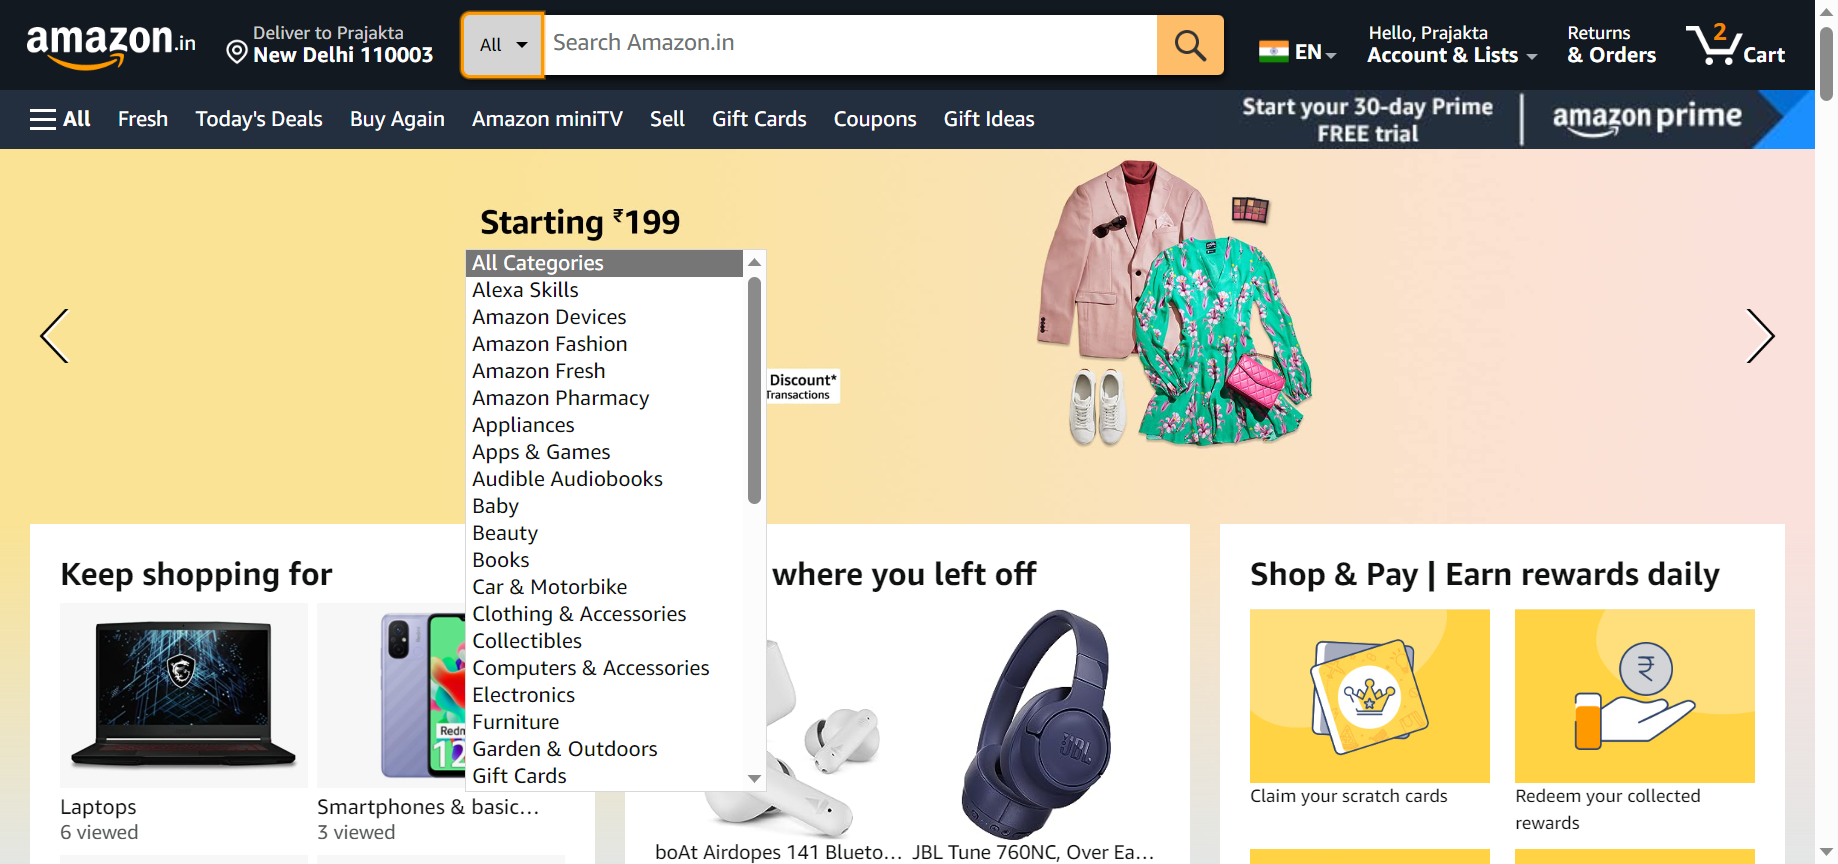 amazon.in
Deliver to Prajakta
New Delhi 110003
All
Search Amazon.in
EN
Hello, Prajakta
Account & Lists
Returns
& Orders
2
Cart
All
Fresh
Today's Deals
Buy Again
Amazon miniTV
Sell
Gift Cards
Coupons
Gift Ideas
Start your 30-day Prime
FREE trial
amazon prime
Starting ₹199
All Categories
Alexa Skills
Amazon Devices
Amazon Fashion
Amazon Fresh
Amazon Pharmacy
Appliances
Apps & Games
Audible Audiobooks
Baby
Beauty
Books
Car & Motorbike
Clothing & Accessories
Collectibles
Computers & Accessories
Electronics
Furniture
Garden & Outdoors
Gift Cards
Discount*
Transactions
Keep shopping for
Redm
12
Laptops
6 viewed
Smartphones & basic...
3 viewed
where you left off
JBL
boAt Airdopes 141 Blueto...
JBL Tune 760NC, Over Ea...
Shop & Pay | Earn rewards daily
₹
Claim your scratch cards
Redeem your collected
rewards